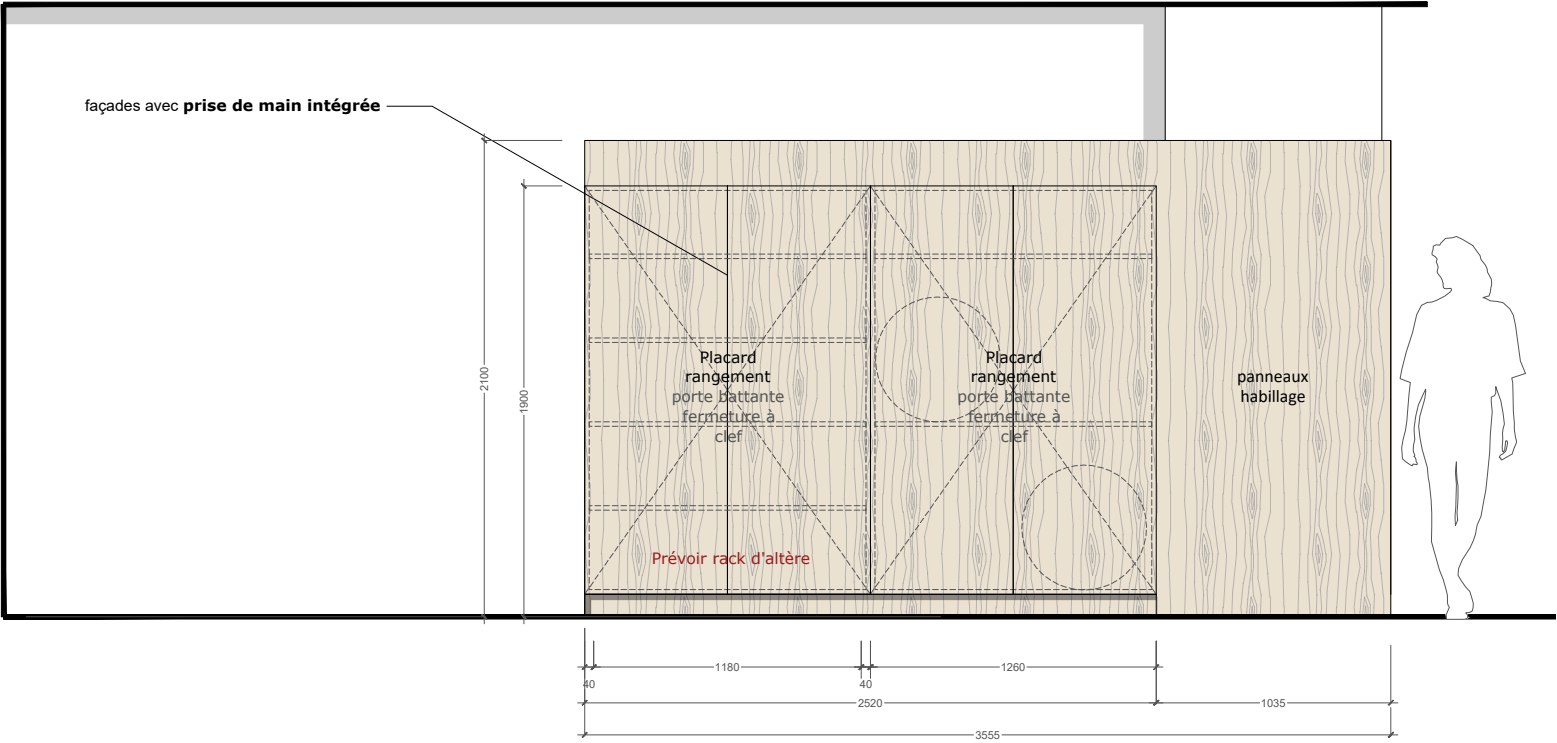 façades avec prise de main intégrée
2100
1900
Placard
rangement
porte battante
fermeture à
clef
Placard
rangement
porte battante
fermeture à
clef
panneaux
habillage
Prévoir rack d'altère
1180
1260
40
40
2520
1035
3555